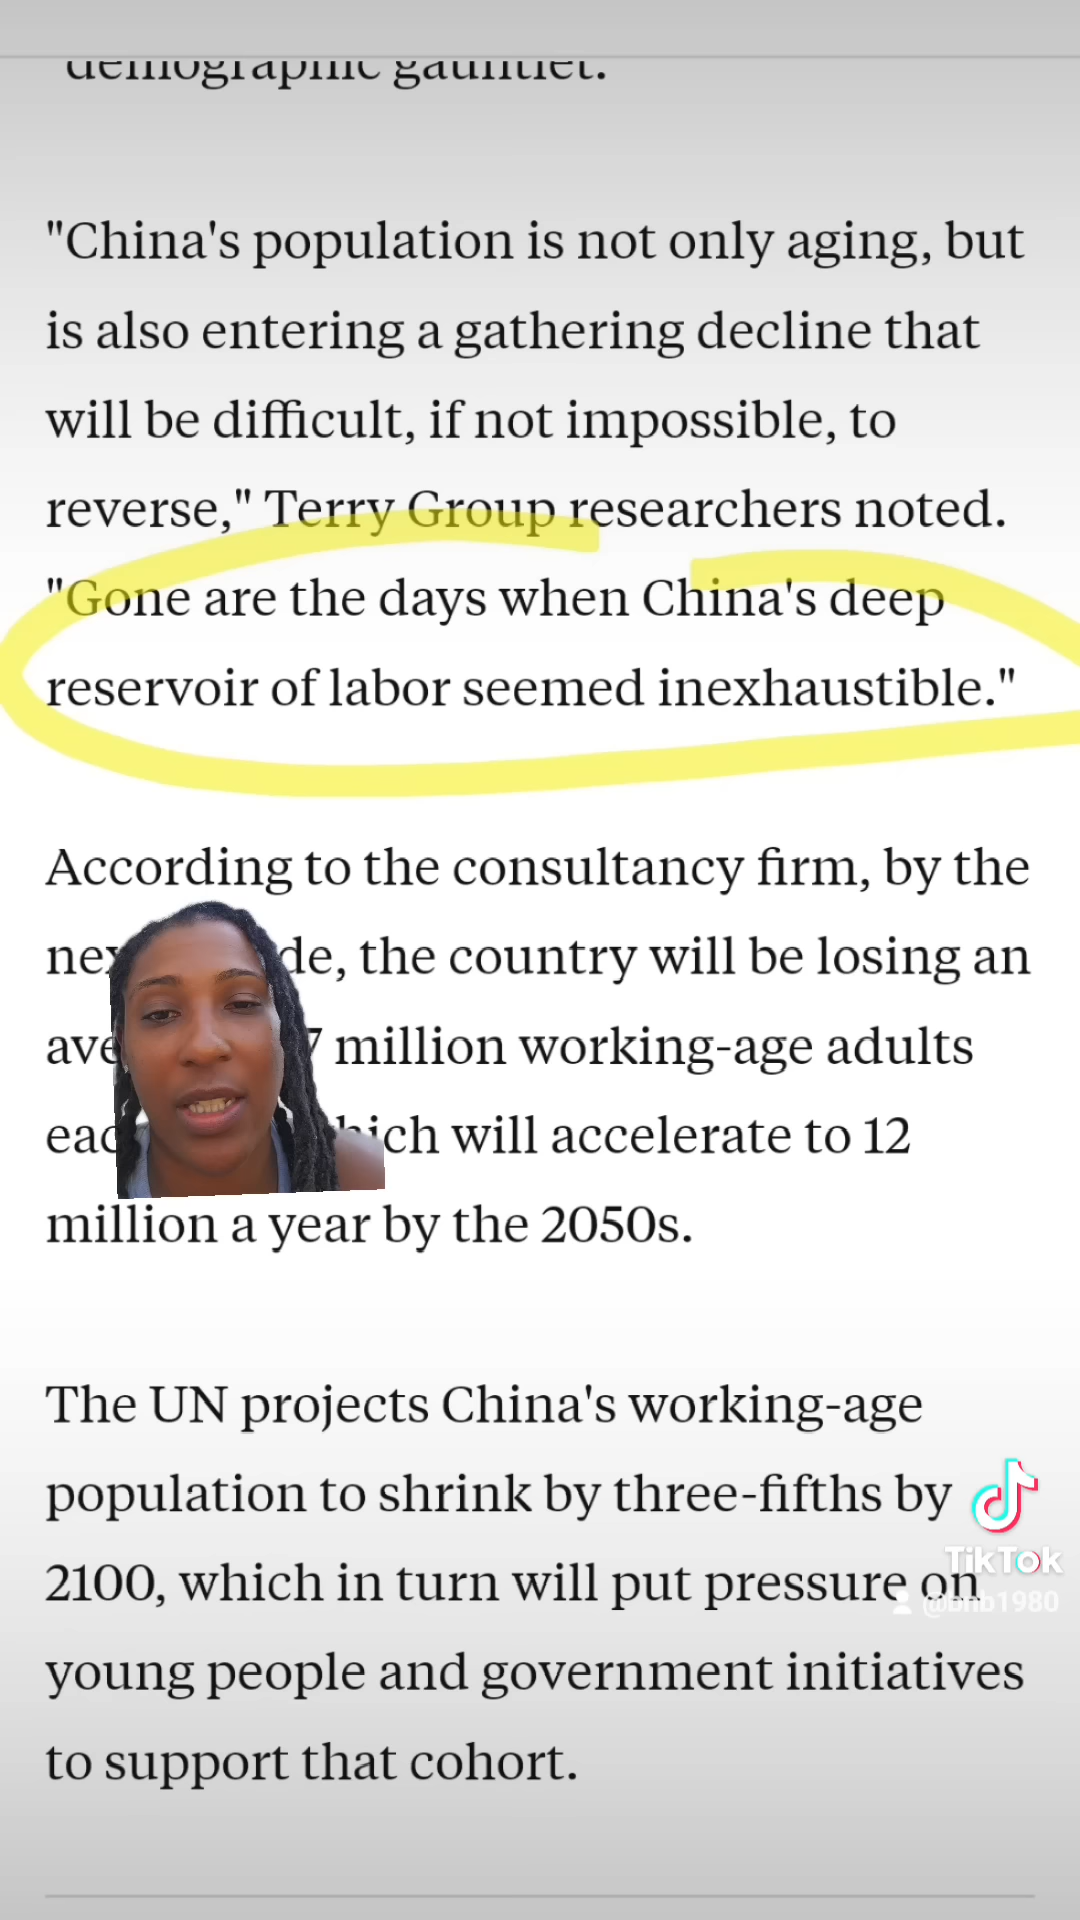 demographic gauntlet.
"China's population is not only aging, but
is also entering a gathering decline that
will be difficult, if not impossible, to
reverse," Terry Group researchers noted.
"Gone are the days when China's deep
reservoir of labor seemed inexhaustible."
According to the consultancy firm, by the
de, the country will be losing an
7 million working-age adults
which will accelerate to 12
million a year by the 2050s.
The UN projects China's working-age
population to shrink by three-fifths by
2100, which in turn will put pressure on
young people and government initiatives
to support that cohort.
TikTok
@bnb1980